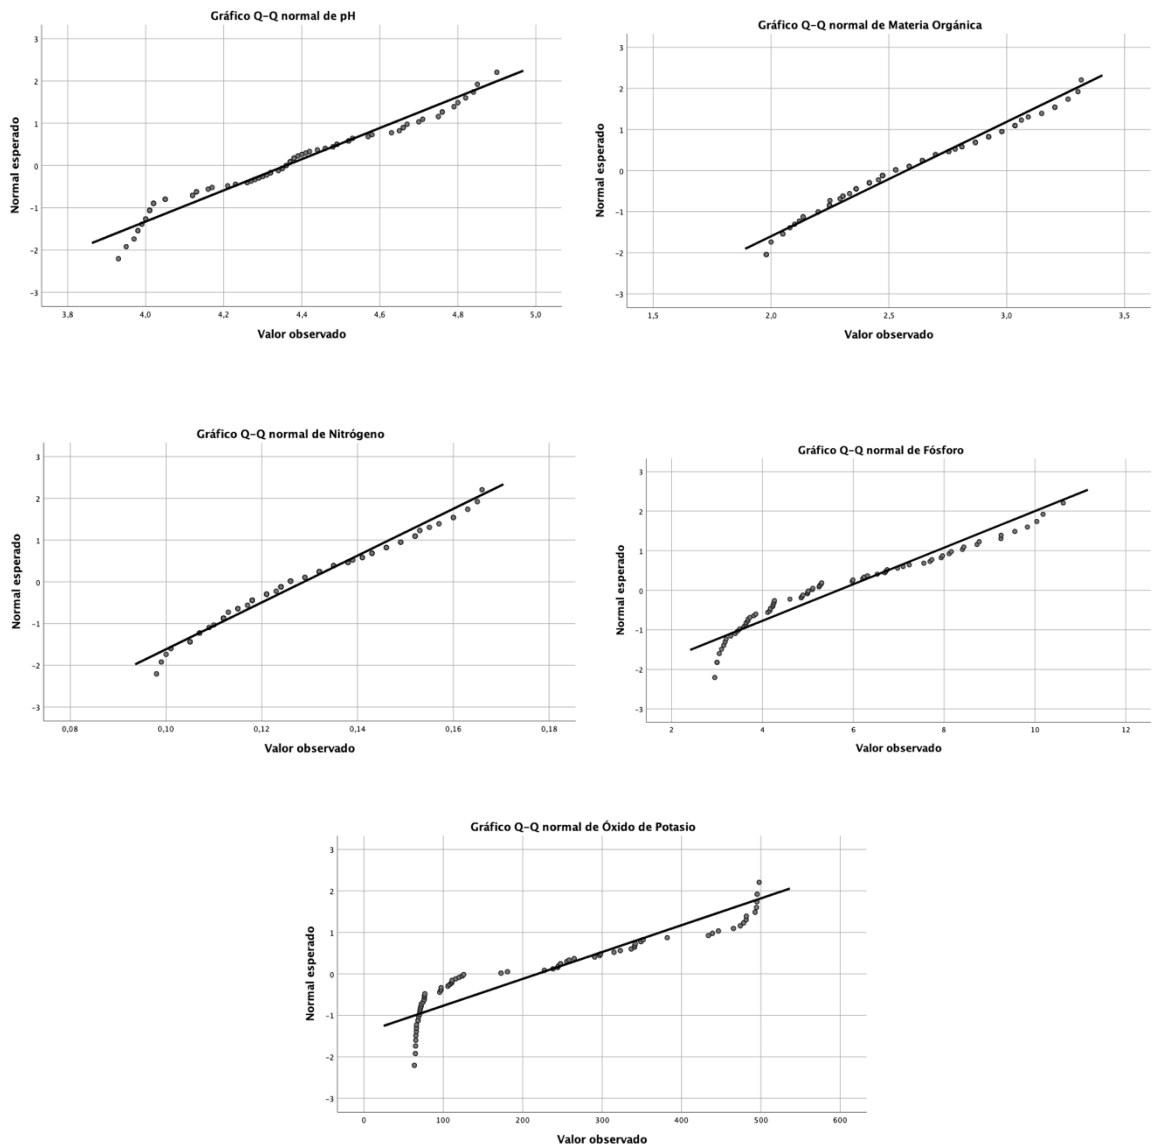 Gráfico Q-Q normal de pH
3
2
1
0
-1
-2
-3
Normal esperado
3,8 4,0 4,2 4,4 4,6 4,8 5,0
Valor observado
Gráfico Q-Q normal de Materia Orgánica
3
2
1
0
-1
-2
-3
Normal esperado
1,5 2,0 2,5 3,0 3,5
Valor observado
Gráfico Q-Q normal de Nitrógeno
3
2
1
0
-1
-2
-3
Normal esperado
0,08 0,10 0,12 0,14 0,16 0,18
Valor observado
Gráfico Q-Q normal de Fósforo
3
2
1
0
-1
-2
-3
Normal esperado
2 4 6 8 10 12
Valor observado
Gráfico Q-Q normal de Óxido de Potasio
3
2
1
0
-1
-2
-3
Normal esperado
0 100 200 300 400 500 600
Valor observado